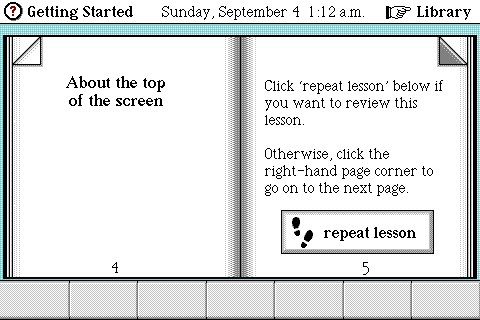 Getting Started
Sunday, September 4 1:12 a.m.
Library
About the top
of the screen
4
Click ‘repeat lesson’ below if
you want to review this
lesson.
Otherwise, click the
right-hand page corner to
go on to the next page.
repeat lesson
5